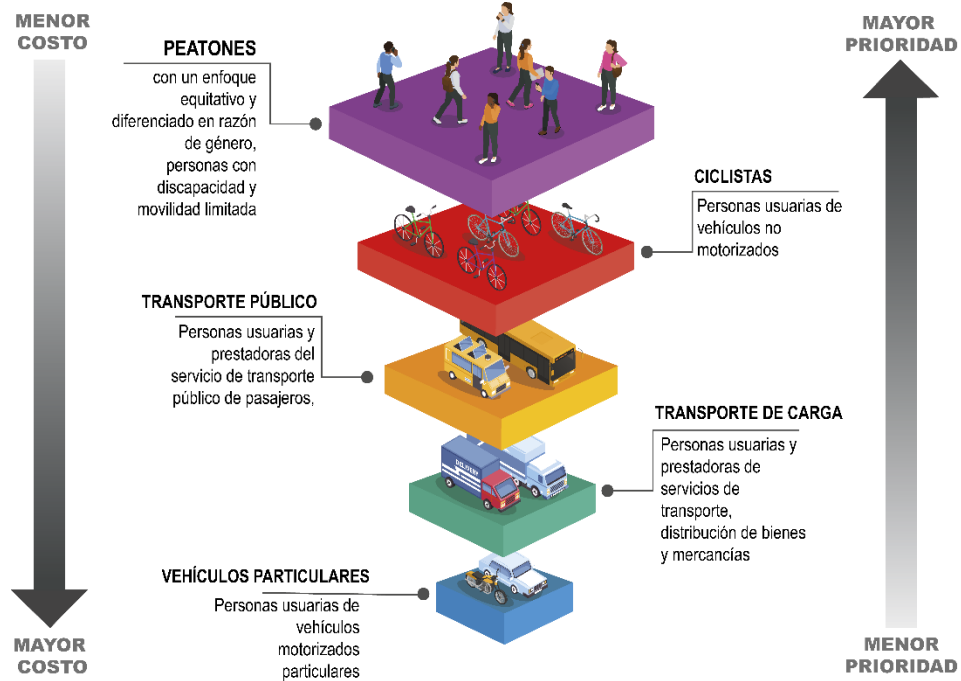 MENOR
COSTO
MAYOR
PRIORIDAD
PEATONES
con un enfoque
equitativo y
diferenciado en razón
de género,
personas con
discapacidad y
movilidad limitada
CICLISTAS
Personas usuarias de
vehículos no
motorizados
TRANSPORTE PÚBLICO
Personas usuarias y
prestadoras del
servicio de transporte
público de pasajeros,
TRANSPORTE DE CARGA
Personas usuarias y
prestadoras de
servicios de
transporte,
distribución de bienes
y mercancías
DELIVERY
VEHÍCULOS PARTICULARES
Personas usuarias de
vehículos
motorizados
particulares
MAYOR
COSTO
MENOR
PRIORIDAD